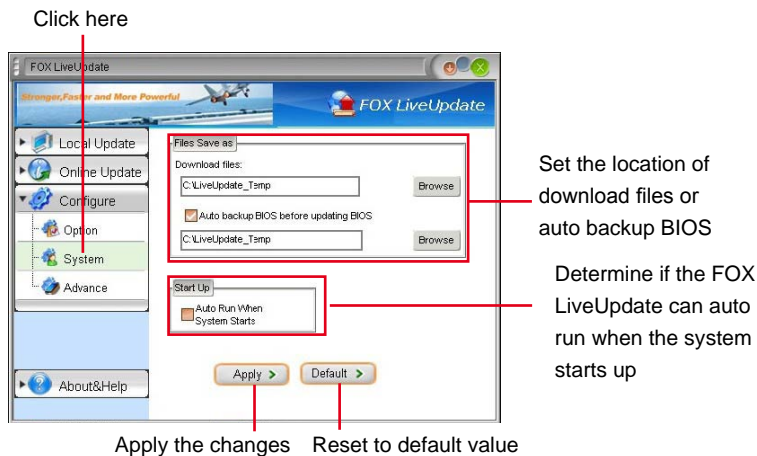 Click here
FOX LiveUpdate
Stronger,Faster and More Powerful
FOX LiveUpdate
Local Update
Online Update
Configure
Option
System
Advance
About&Help
Files Save as
Download files:
C:\LiveUpdate_Temp
Browse
Auto backup BIOS before updating BIOS
C:\LiveUpdate_Temp
Browse
Start Up
Auto Run When
System Starts
Apply >
Default >
Set the location of
download files or
auto backup BIOS
Determine if the FOX
LiveUpdate can auto
run when the system
starts up
Apply the changes
Reset to default value